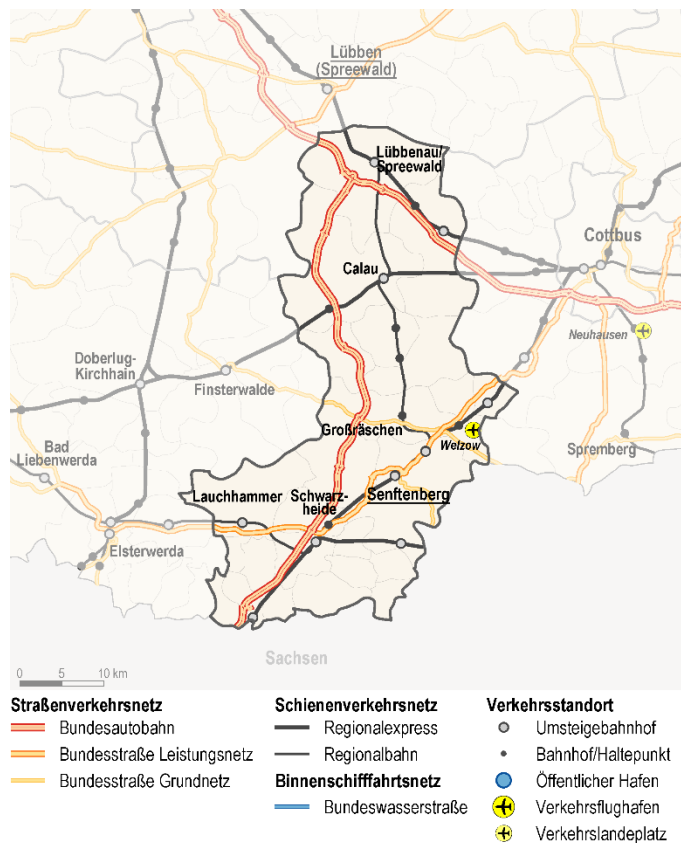 Lübben
(Spreewald)
Lübbenau/
Spreewald
Cottbus
Calau
Neuhausen
Doberlug-
Kirchhain
Finsterwalde
Großräschen
Welzow
Spremberg
Bad
Liebenwerda
Lauchhammer
Schwarz-
heide
Senftenberg
Elsterwerda
Sachsen
0 5 10 km
Straßenverkehrsnetz
Bundesautobahn
Bundesstraße Leistungsnetz
Bundesstraße Grundnetz
Schienenverkehrsnetz
Regionalexpress
Regionalbahn
Binnenschifffahrtsnetz
Bundeswasserstraße
Verkehrsstandort
Umsteigebahnhof
Bahnhof/Haltepunkt
Öffentlicher Hafen
Verkehrsflughafen
Verkehrslandeplatz